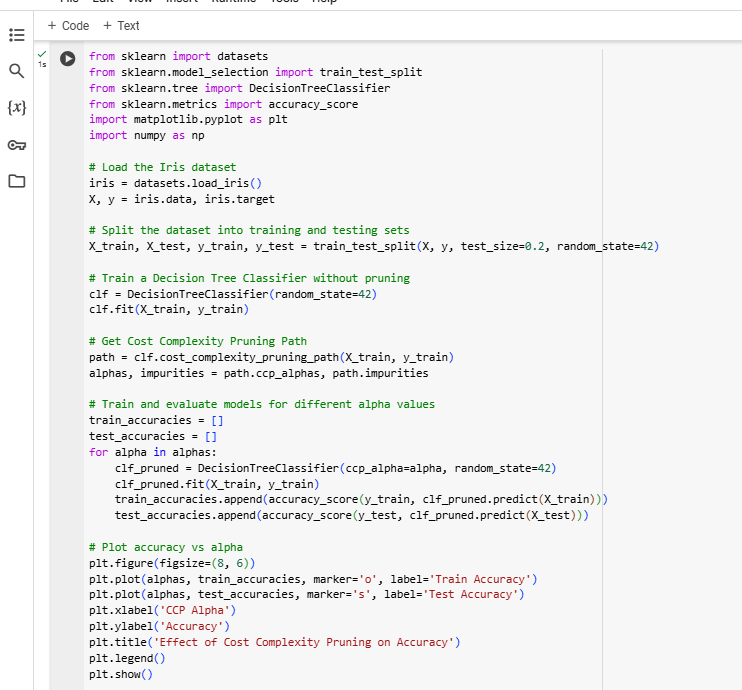 File Edit View Insert Runtime Tools Help
+ Code + Text
1s
{x}
from sklearn import datasets
from sklearn.model_selection import train_test_split
from sklearn.tree import DecisionTreeClassifier
from sklearn.metrics import accuracy_score
import matplotlib.pyplot as plt
import numpy as np

# Load the Iris dataset
iris = datasets.load_iris()
X, y = iris.data, iris.target

# Split the dataset into training and testing sets
X_train, X_test, y_train, y_test = train_test_split(X, y, test_size=0.2, random_state=42)

# Train a Decision Tree Classifier without pruning
clf = DecisionTreeClassifier(random_state=42)
clf.fit(X_train, y_train)

# Get Cost Complexity Pruning Path
path = clf.cost_complexity_pruning_path(X_train, y_train)
alphas, impurities = path.ccp_alphas, path.impurities

# Train and evaluate models for different alpha values
train_accuracies = []
test_accuracies = []
for alpha in alphas:
    clf_pruned = DecisionTreeClassifier(ccp_alpha=alpha, random_state=42)
    clf_pruned.fit(X_train, y_train)
    train_accuracies.append(accuracy_score(y_train, clf_pruned.predict(X_train)))
    test_accuracies.append(accuracy_score(y_test, clf_pruned.predict(X_test)))

# Plot accuracy vs alpha
plt.figure(figsize=(8, 6))
plt.plot(alphas, train_accuracies, marker='o', label='Train Accuracy')
plt.plot(alphas, test_accuracies, marker='s', label='Test Accuracy')
plt.xlabel('CCP Alpha')
plt.ylabel('Accuracy')
plt.title('Effect of Cost Complexity Pruning on Accuracy')
plt.legend()
plt.show()